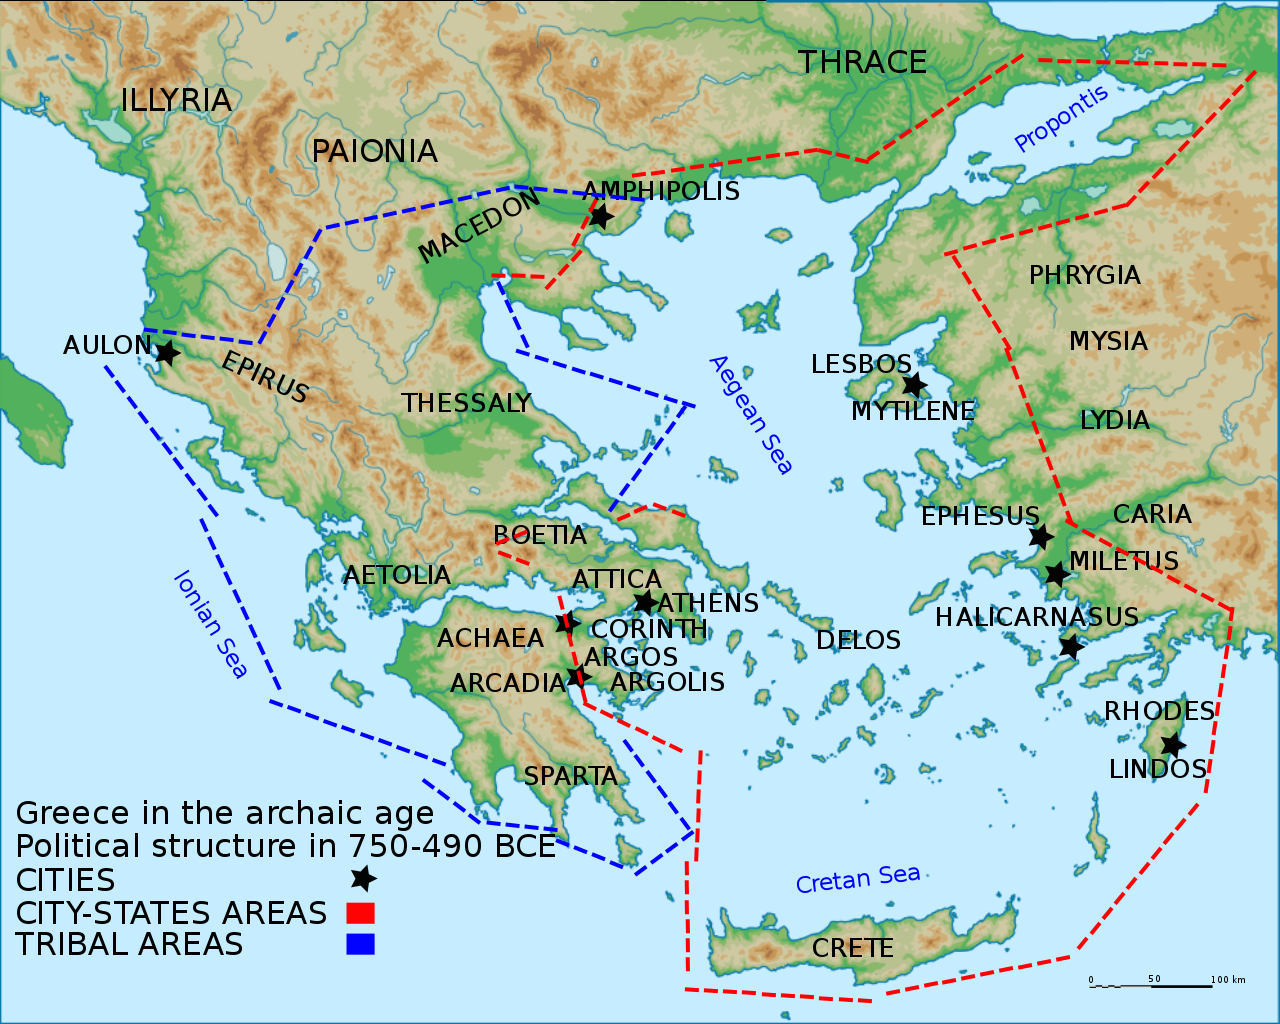 THRACE
ILLYRIA
Propontis
PAIONIA
AMPHIPOLIS
MACEDON
PHRYGIA
AULON
MYSIA
EPIRUS
LESBOS
Aegean Sea
THESSALY
MYTILENE
LYDIA
EPHESUS
CARIA
BOETIA
MILETUS
AETOLIA
ATTICA
Ionian Sea
ATHENS
HALICARNASUS
CORINTH
ACHAEA
DELOS
ARGOS
ARCADIA
ARGOLIS
RHODES
SPARTA
LINDOS
Greece in the archaic age
Political structure in 750-490 BCE
CITIES
Cretan Sea
CITY-STATES AREAS
TRIBAL AREAS
CRETE
0 50 100 km